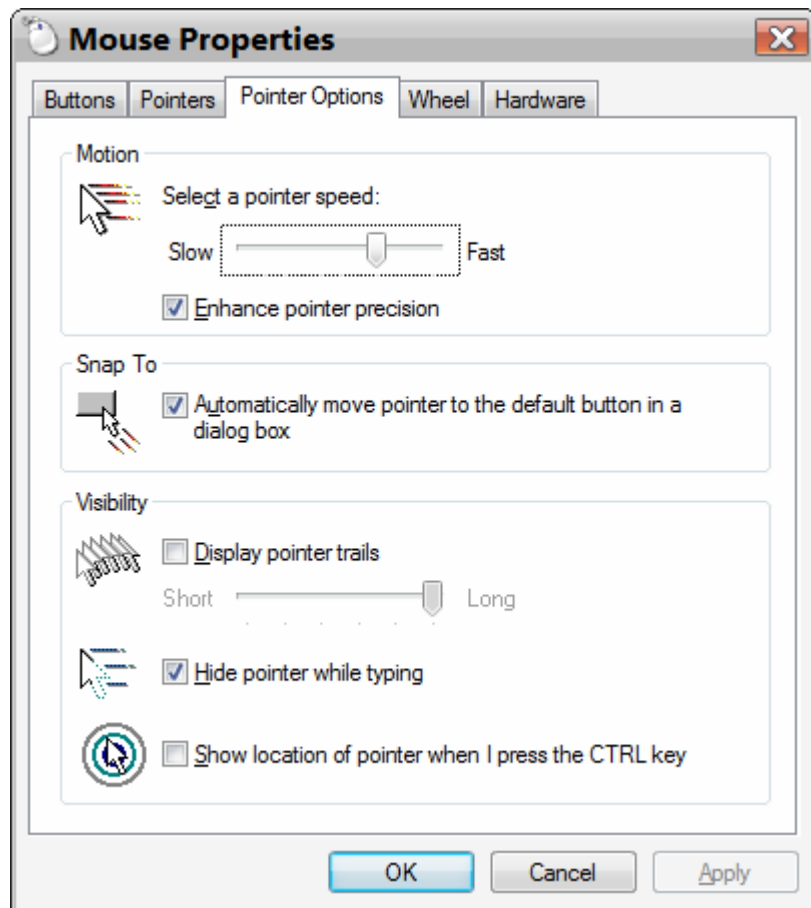 Mouse Properties
Buttons Pointers Pointer Options Wheel Hardware
Motion
Select a pointer speed:
Slow Fast
Enhance pointer precision
Snap To
Automatically move pointer to the default button in a
dialog box
Visibility
Display pointer trails
Short Long
Hide pointer while typing
Show location of pointer when I press the CTRL key
OK Cancel Apply